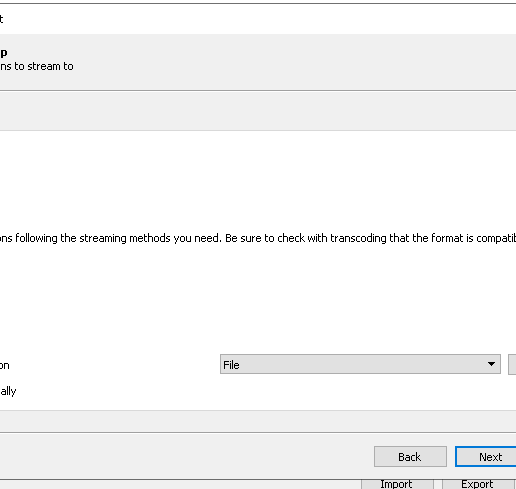 t
p
ns to stream to
ons following the streaming methods you need. Be sure to check with transcoding that the format is compatib
on File
ally
Back Next
Import Export